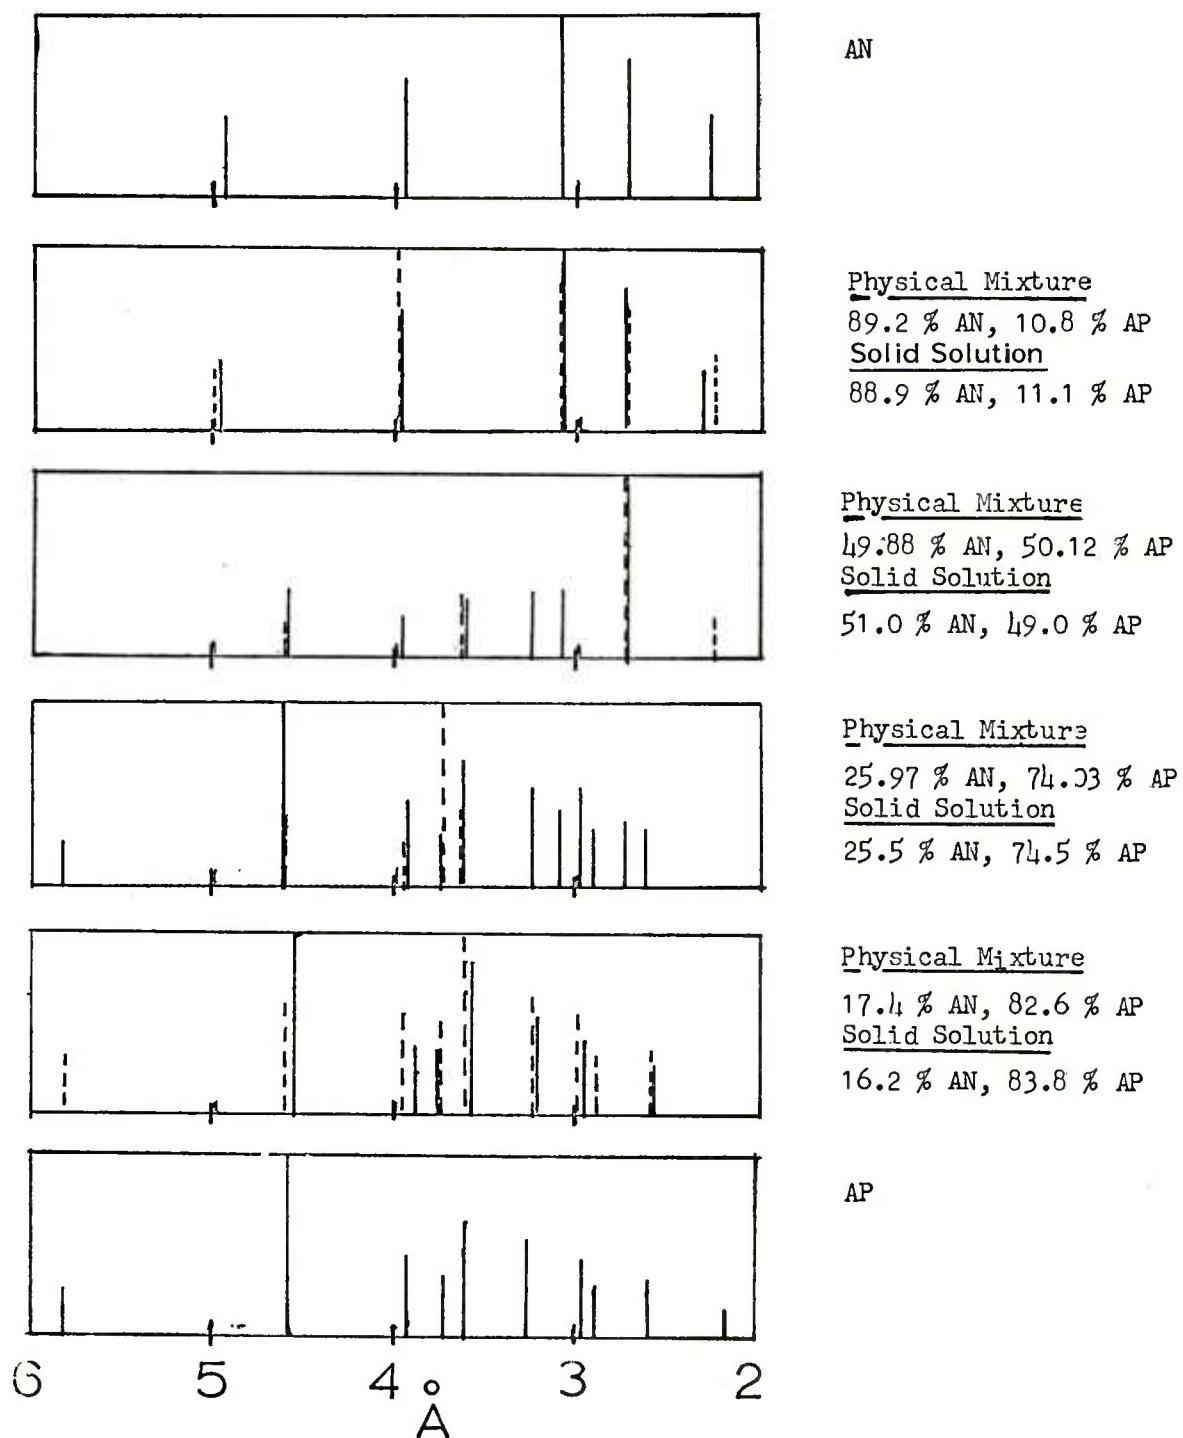 AN
Physical Mixture
89.2 % AN, 10.8 % AP
Solid Solution
88.9 % AN, 11.1 % AP
Physical Mixture
49.88 % AN, 50.12 % AP
Solid Solution
51.0 % AN, 49.0 % AP
Physical Mixture
25.97 % AN, 74.03 % AP
Solid Solution
25.5 % AN, 74.5 % AP
Physical Mixture
17.4 % AN, 82.6 % AP
Solid Solution
16.2 % AN, 83.8 % AP
AP
6 5 4 3 2
Å